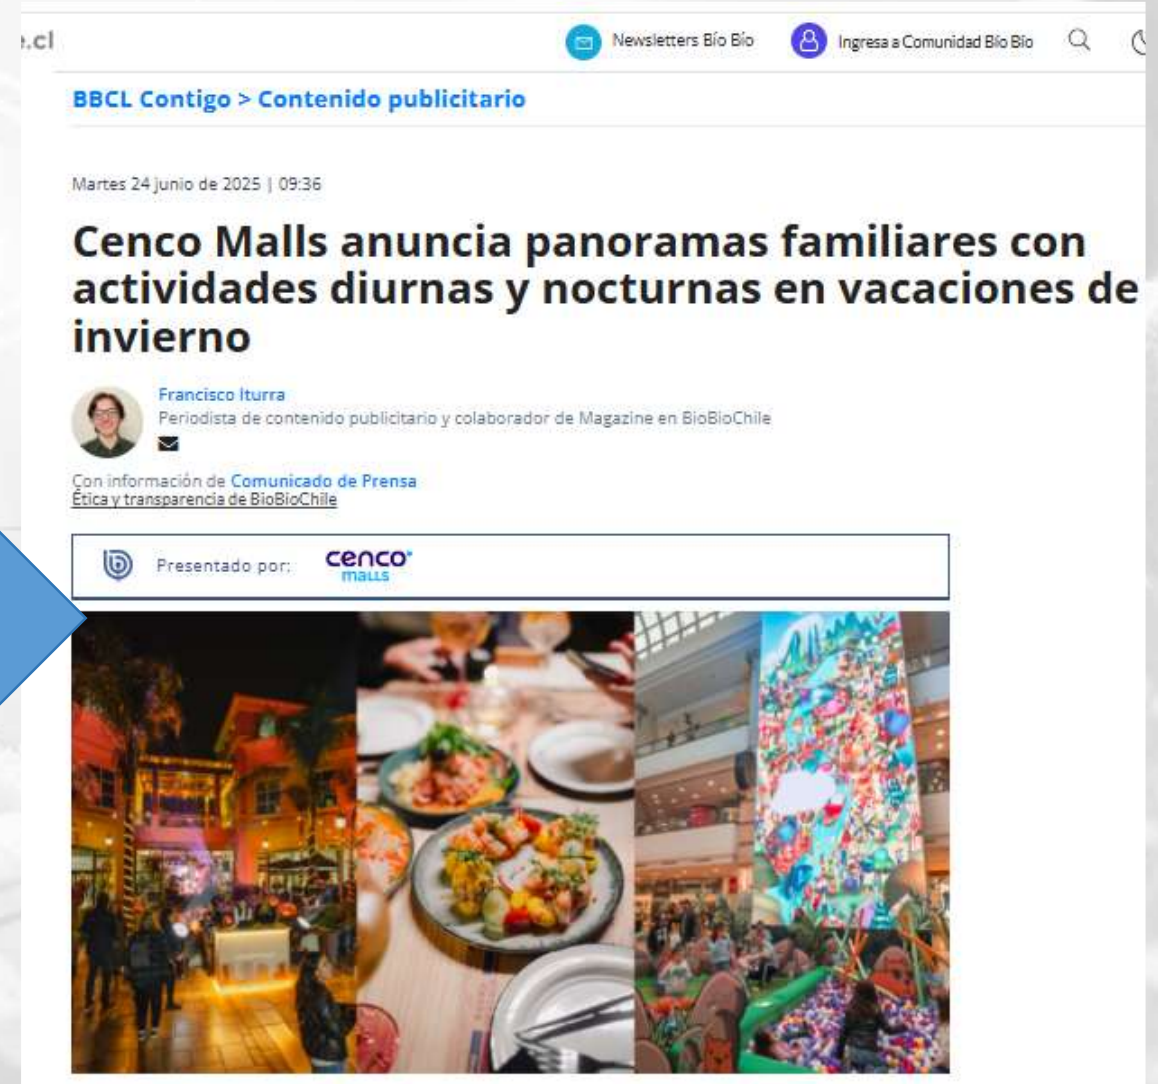 e.cl
Newsletters Bío Bío
Ingresa a Comunidad Bío Bío
BBCL Contigo > Contenido publicitario
Martes 24 junio de 2025 | 09:36
Cenco Malls anuncia panoramas familiares con
actividades diurnas y nocturnas en vacaciones de
invierno
Francisco Iturra
Periodista de contenido publicitario y colaborador de Magazine en BioBioChile
Con información de Comunicado de Prensa
Ética y transparencia de BioBioChile
Presentado por:
cenco
malls